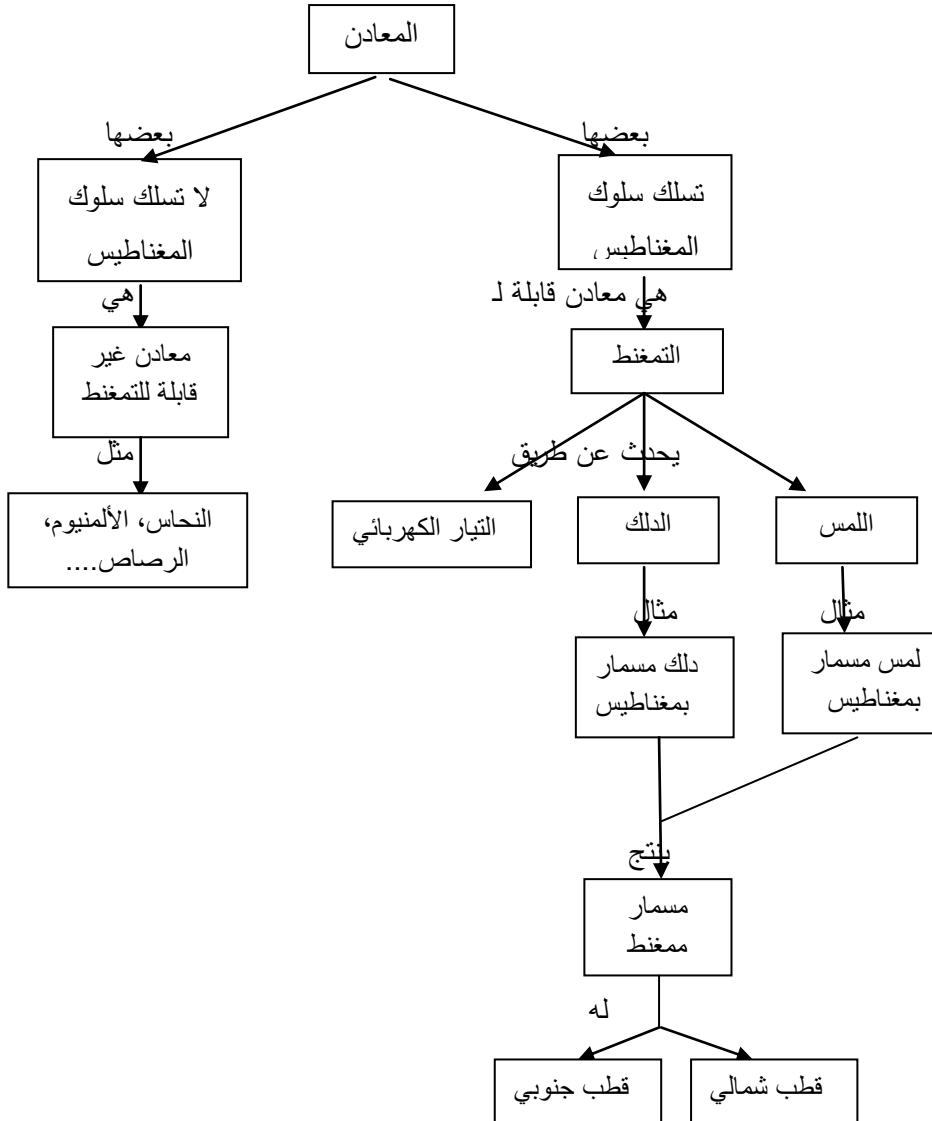 المعادن
بعضها
بعضها
تسلك سلوك
المغناطيس
لا تسلك سلوك
المغناطيس
هي معادن قابلة لـ
هي
التمغنط
معادن غير
قابلة للتمغنط
يحدث عن طريق
مثل
اللمس
الدلك
التيار الكهربائي
النحاس، الألمنيوم،
الرصاص....
مثال
مثال
لمس مسمار
بمغناطيس
دلك مسمار
بمغناطيس
ينتج
مسمار
ممغنط
له
قطب شمالي
قطب جنوبي